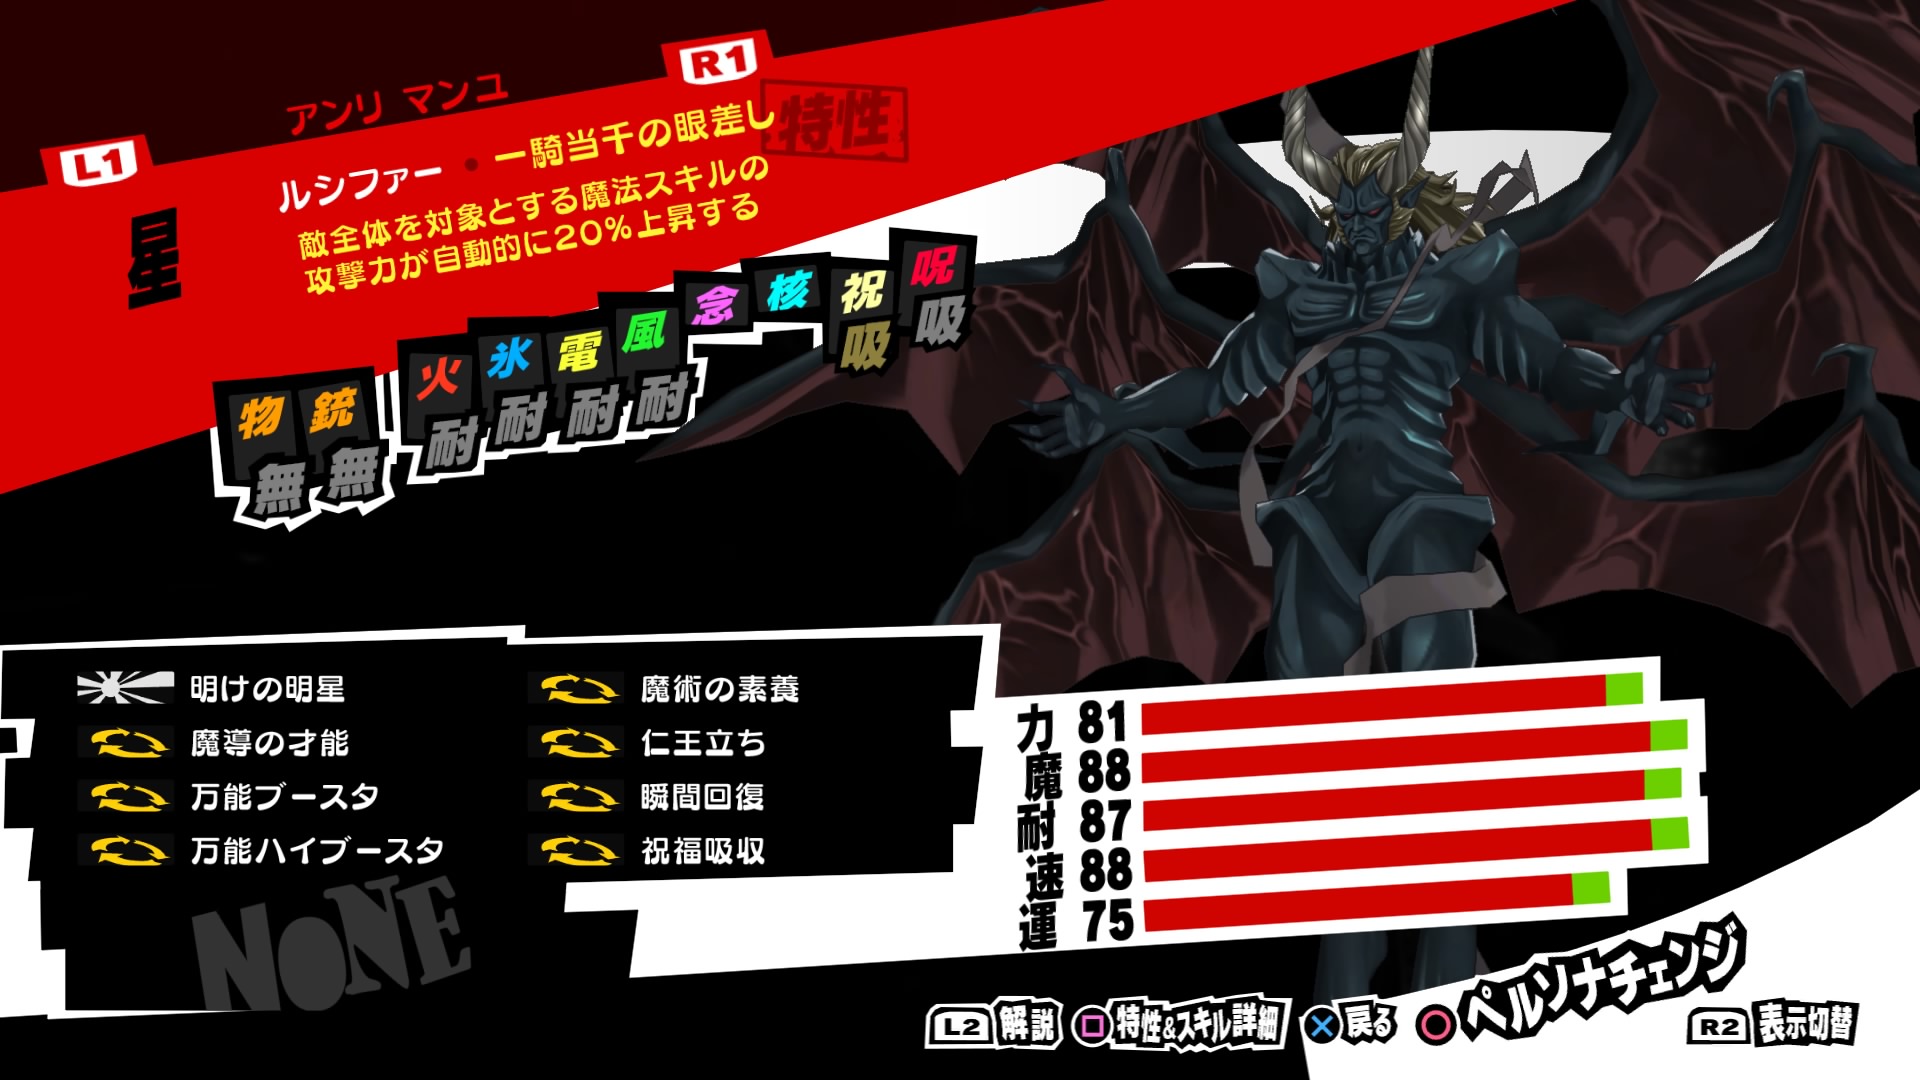 アンリ マンユ
L1
R1
星
ルシファー・一騎当千の眼差し
特性
敵全体を対象とする魔法スキルの
攻撃力が自動的に20%上昇する
物 銃 火 氷 電 風 念 核 祝 呪
無 無 耐 耐 耐 耐 吸 吸
明けの明星
魔導の才能
万能ブースタ
万能ハイブースタ
魔術の素養
仁王立ち
瞬間回復
祝福吸収
NONE
力 81
魔 88
耐 87
速 88
運 75
L2 解説 特性&スキル詳細 戻る ペルソナチェンジ R2 表示切替